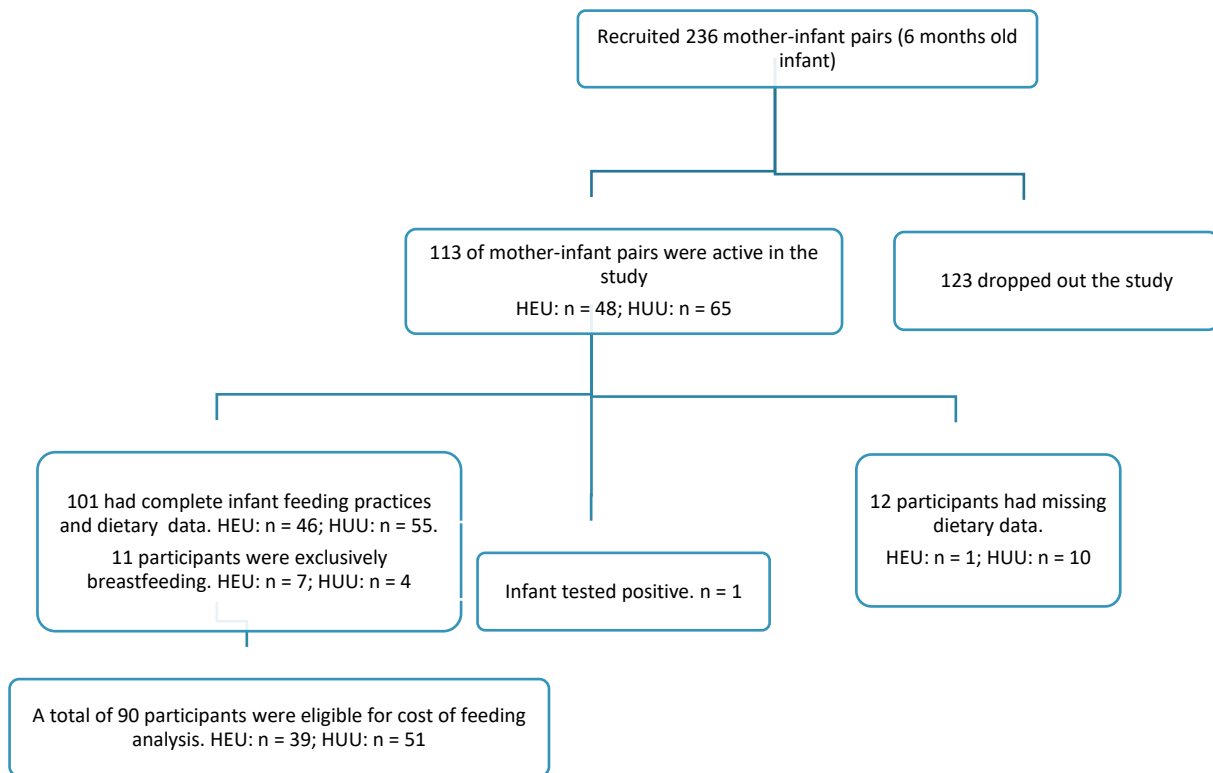 Recruited 236 mother-infant pairs (6 months old
infant)
113 of mother-infant pairs were active in the
study
HEU: n = 48; HUU: n = 65
123 dropped out the study
101 had complete infant feeding practices
and dietary data. HEU: n = 46; HUU: n = 55.
11 participants were exclusively
breastfeeding. HEU: n = 7; HUU: n = 4
Infant tested positive. n = 1
12 participants had missing
dietary data.
HEU: n = 1; HUU: n = 10
A total of 90 participants were eligible for cost of feeding
analysis. HEU: n = 39; HUU: n = 51